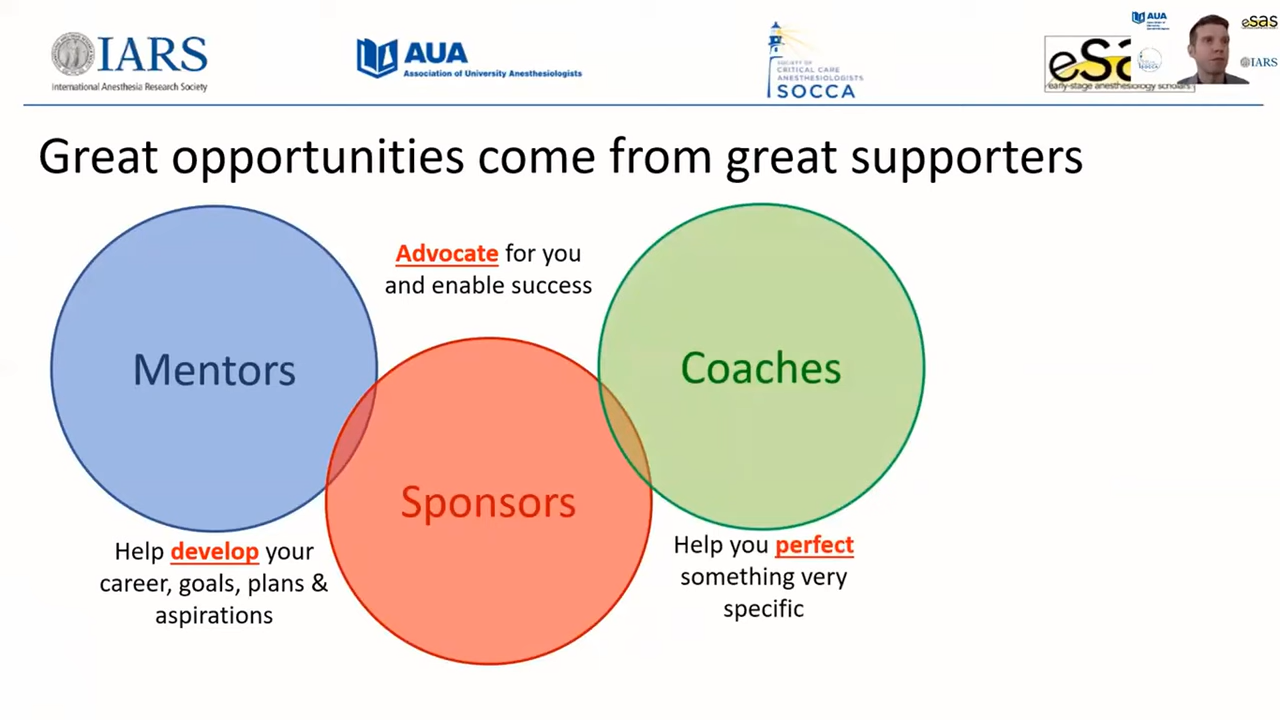 IARS
International Anesthesia Research Society
AUA
Association of University Anesthesiologists
SOCIETY OF
CRITICAL CARE
ANESTHESIOLOGISTS
SOCCA
eSa
early-stage anesthesiology scholars
AUA
eSas
IARS
Great opportunities come from great supporters
Mentors
Advocate for you
and enable success
Coaches
Sponsors
Help develop your
career, goals, plans &
aspirations
Help you perfect
something very
specific